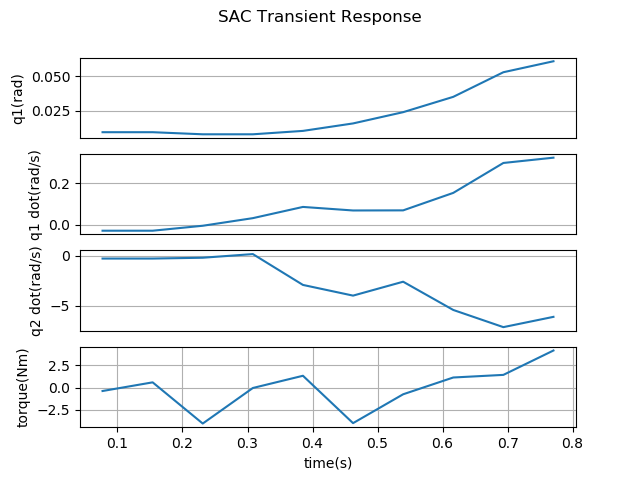 SAC Transient Response
q1(rad)
0.050
0.025
q1 dot(rad/s)
0.2
0.0
q2 dot(rad/s)
0
−5
torque(Nm)
2.5
0.0
−2.5
0.1 0.2 0.3 0.4 0.5 0.6 0.7 0.8
time(s)